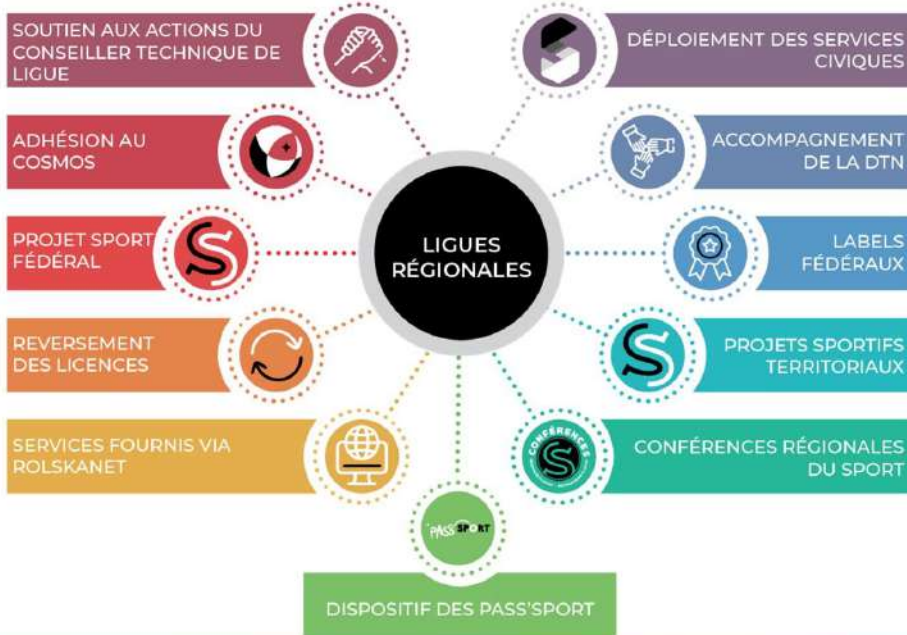 SOUTIEN AUX ACTIONS DU
CONSEILLER TECHNIQUE DE
LIGUE
DÉPLOIEMENT DES SERVICES
CIVIQUES
ADHÉSION AU
COSMOS
ACCOMPAGNEMENT
DE LA DTN
PROJET SPORT
FÉDÉRAL
LIGUES
RÉGIONALES
LABELS
FÉDÉRAUX
REVERSEMENT
DES LICENCES
PROJETS SPORTIFS
TERRITORIAUX
SERVICES FOURNIS VIA
ROLSKANET
CONFÉRENCES
CONFÉRENCES RÉGIONALES
DU SPORT
PASS SPORT
DISPOSITIF DES PASS'SPORT